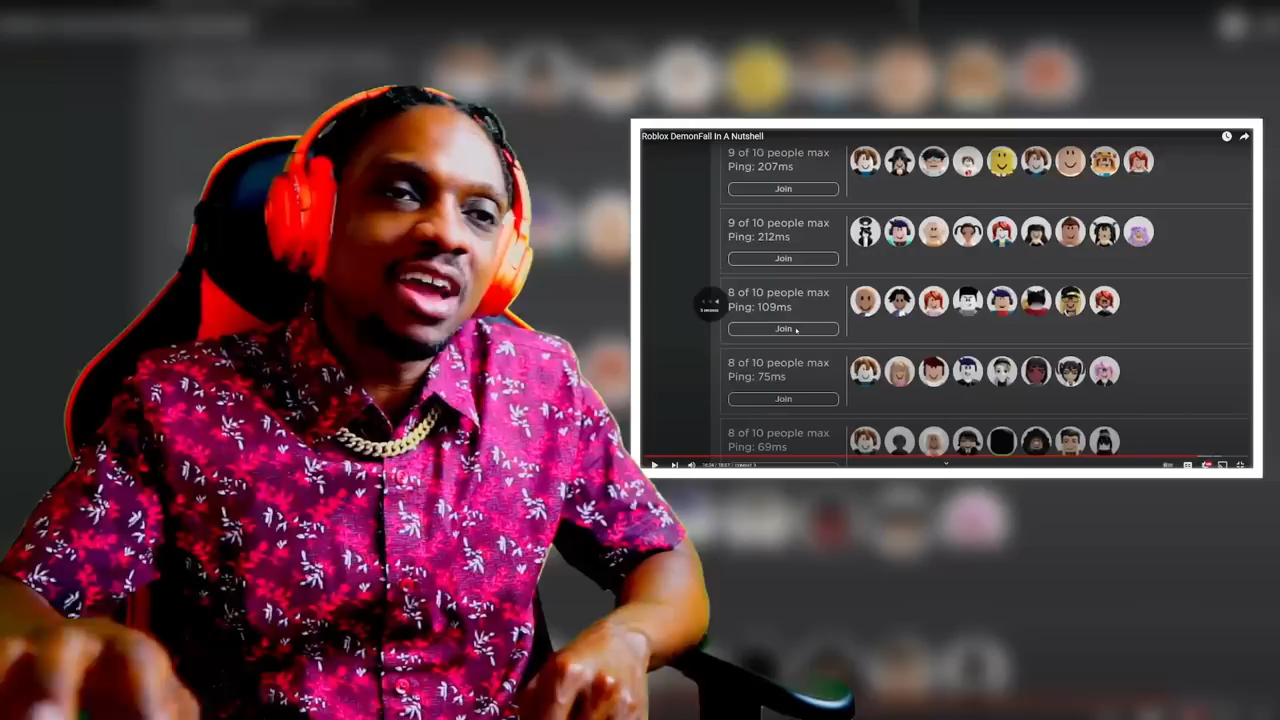 Roblox DemonFall In A Nutshell
9 of 10 people max
Ping: 207ms
Join
9 of 10 people max
Ping: 212ms
Join
8 of 10 people max
Ping: 109ms
Join
8 of 10 people max
Ping: 75ms
Join
8 of 10 people max
Ping: 69ms